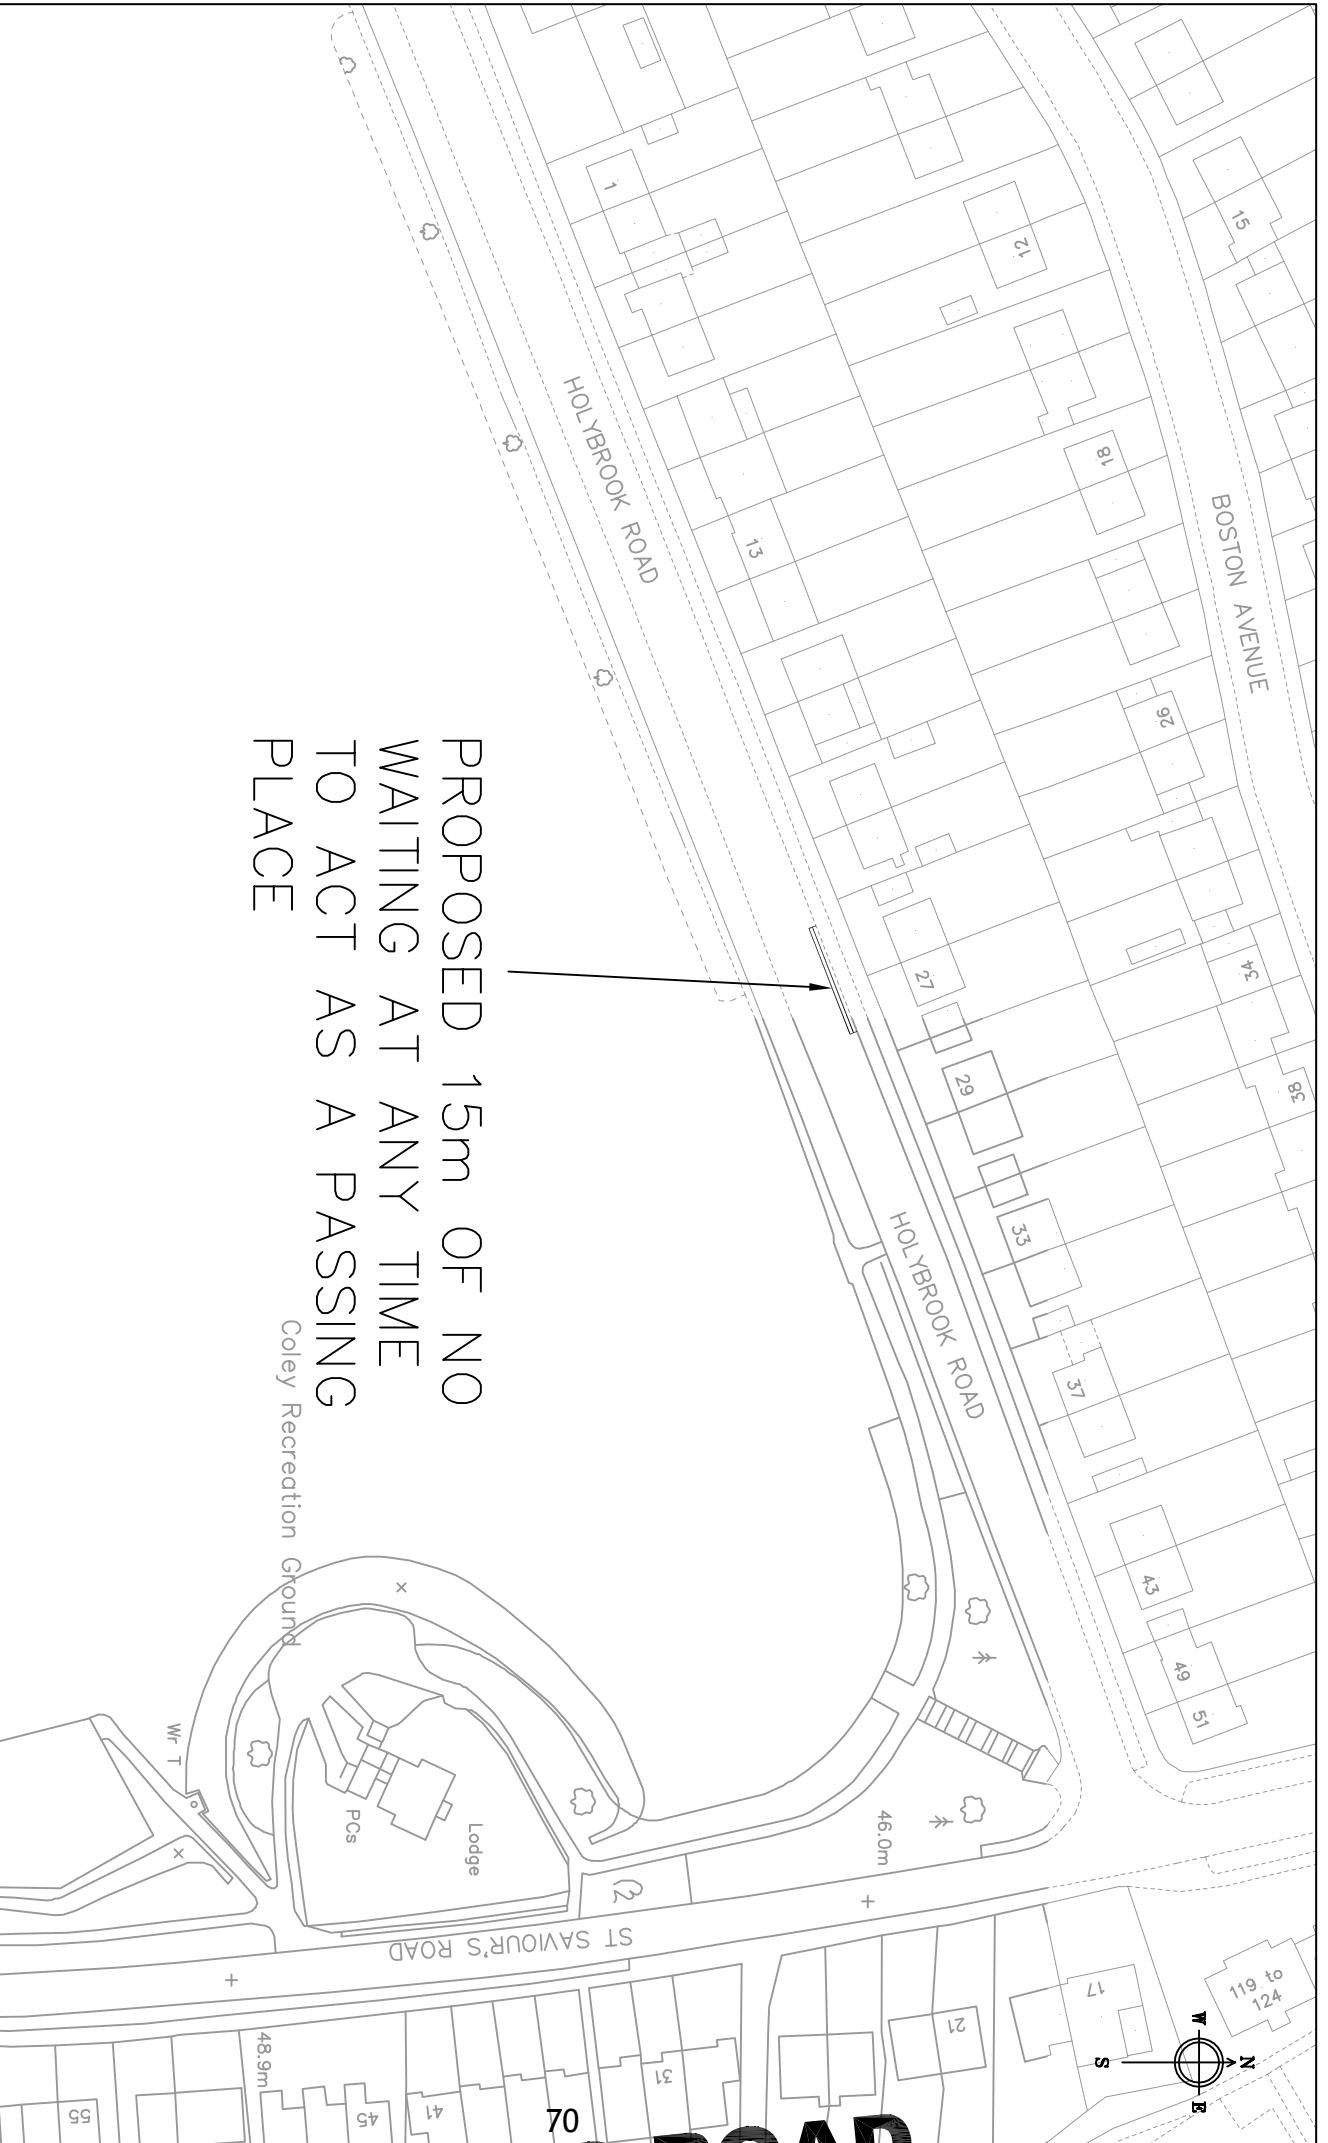 PROPOSED 15m OF NO
WAITING AT ANY TIME
TO ACT AS A PASSING
PLACE
BOSTON AVENUE
HOLYBROOK ROAD
HOLYBROOK ROAD
ST SAVIOUR'S ROAD
Coley Recreation Ground
Lodge
PCs
Wr T
46.0m
48.9m
1
13
27
29
33
37
43
49
51
12
18
26
34
38
15
17
21
31
41
45
55
119 to
124
N
E
S
W
70
ROAD